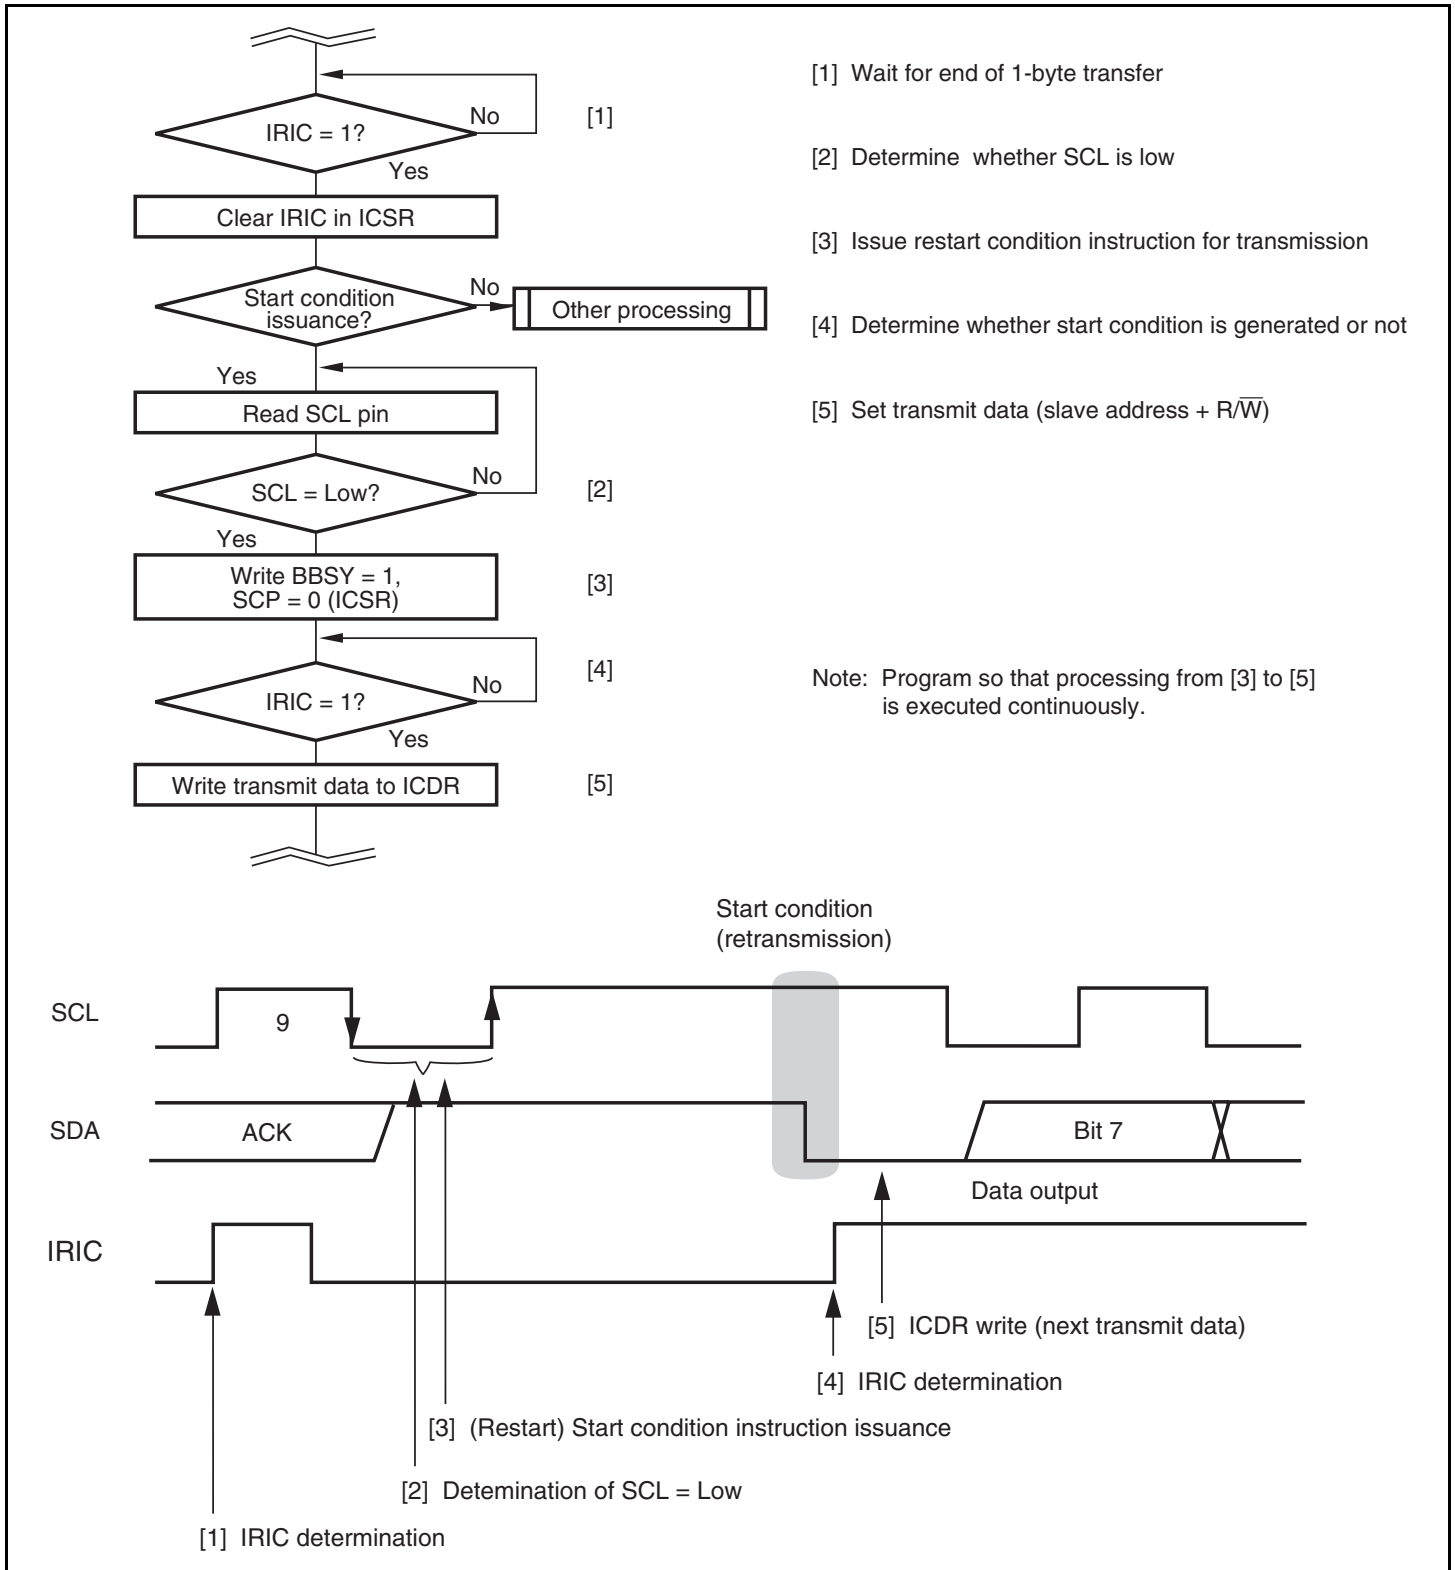 [1] Wait for end of 1-byte transfer
IRIC = 1?
No
[1]
Yes
[2] Determine whether SCL is low
Clear IRIC in ICSR
[3] Issue restart condition instruction for transmission
Start condition
issuance?
No
Other processing
[4] Determine whether start condition is generated or not
Yes
Read SCL pin
[5] Set transmit data (slave address + R/W̅)
SCL = Low?
No
[2]
Yes
Write BBSY = 1,
SCP = 0 (ICSR)
[3]
IRIC = 1?
No
[4]
Yes
Note: Program so that processing from [3] to [5]
is executed continuously.
Write transmit data to ICDR
[5]
Start condition
(retransmission)
SCL
9
SDA
ACK
Bit 7
Data output
IRIC
[5] ICDR write (next transmit data)
[4] IRIC determination
[3] (Restart) Start condition instruction issuance
[2] Detemination of SCL = Low
[1] IRIC determination